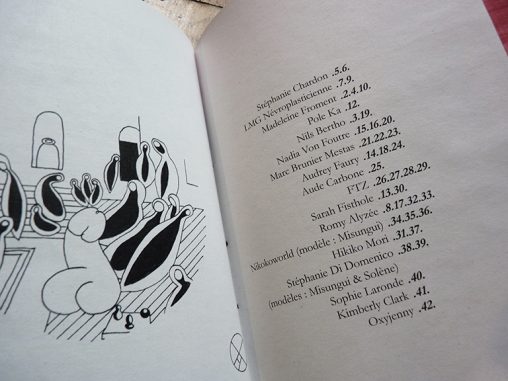 Stéphanie Chardon .5.6.
LMG Névroplasticienne .7.9.
Madeleine Froment .2.4.10.
Pole Ka .12.
Nils Bertho .3.19.
Nadia Von Foutre .15.16.20.
Marc Brunier Mestas .21.22.23.
Audrey Faury .14.18.24.
Aude Carbone .25.
FTZ .26.27.28.29.
Sarah Fisthole .13.30.
Romy Alyzée .8.17.32.33.
Nikokoworld (modèle : Misungui) .34.35.36.
Hikiko Mori .31.37.
Stéphanie Di Domenico .38.39.
(modèles : Misungui & Solène)
Sophie Laronde .40.
Kimberly Clark .41.
Oxyjenny .42.